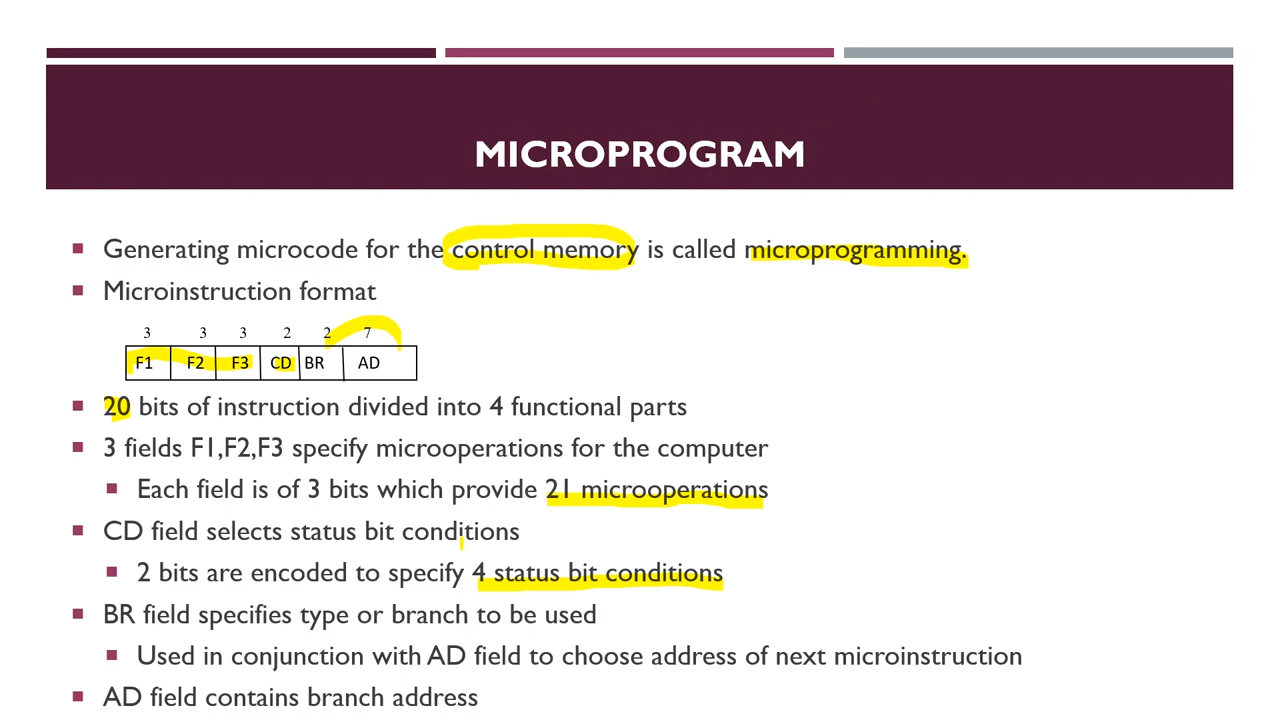 MICROPROGRAM
Generating microcode for the control memory is called microprogramming.
Microinstruction format
3 3 3 2 2 7
F1 F2 F3 CD BR AD
20 bits of instruction divided into 4 functional parts
3 fields F1,F2,F3 specify microoperations for the computer
Each field is of 3 bits which provide 21 microoperations
CD field selects status bit conditions
2 bits are encoded to specify 4 status bit conditions
BR field specifies type or branch to be used
Used in conjunction with AD field to choose address of next microinstruction
AD field contains branch address